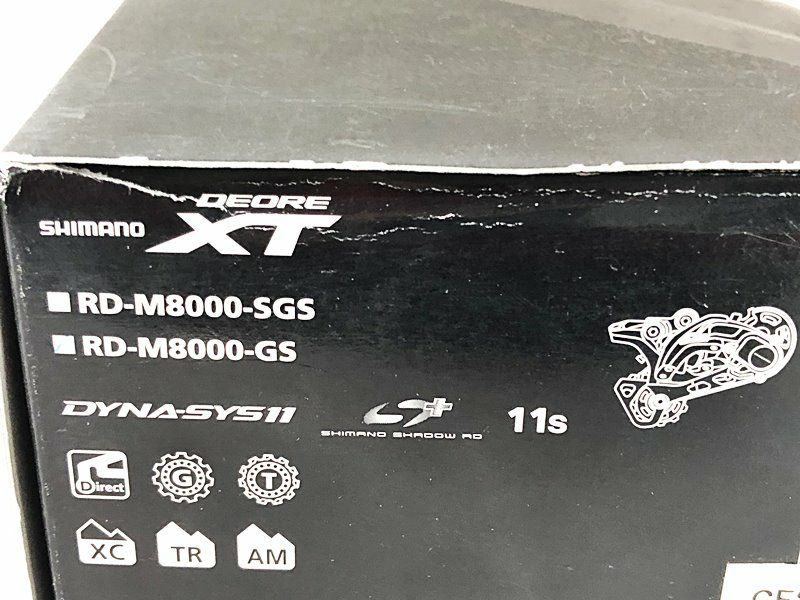 DEORE
SHIMANO XT
RD-M8000-SGS
RD-M8000-GS
DYNA-SYS11 SHIMANO SHADOW RD 11s
Direct G T
XC TR AM